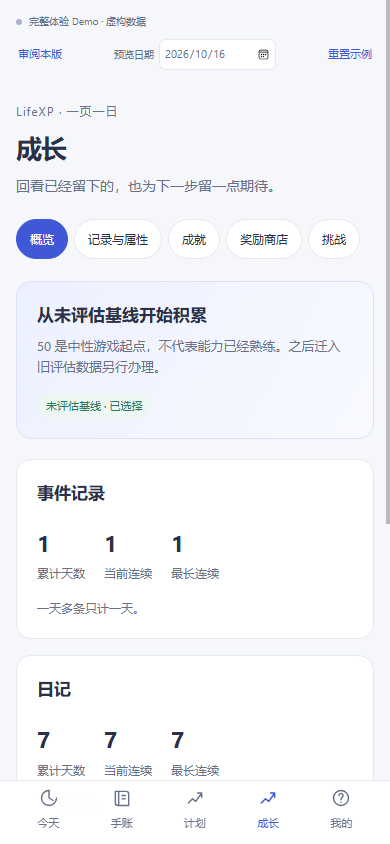 完整体验 Demo · 虚构数据
审阅本版 预览日期 2026/10/16 重置示例
LifeXP · 一页一日
成长
回看已经留下的，也为下一步留一点期待。
概览 记录与属性 成就 奖励商店 挑战
从未评估基线开始积累
50 是中性游戏起点，不代表能力已经熟练。之后迁入
旧评估数据另行办理。
未评估基线 · 已选择
事件记录
1 1 1
累计天数 当前连续 最长连续
一天多条只计一天。
日记
7 7 7
累计天数 当前连续 最长连续
今天 手账 计划 成长 我的